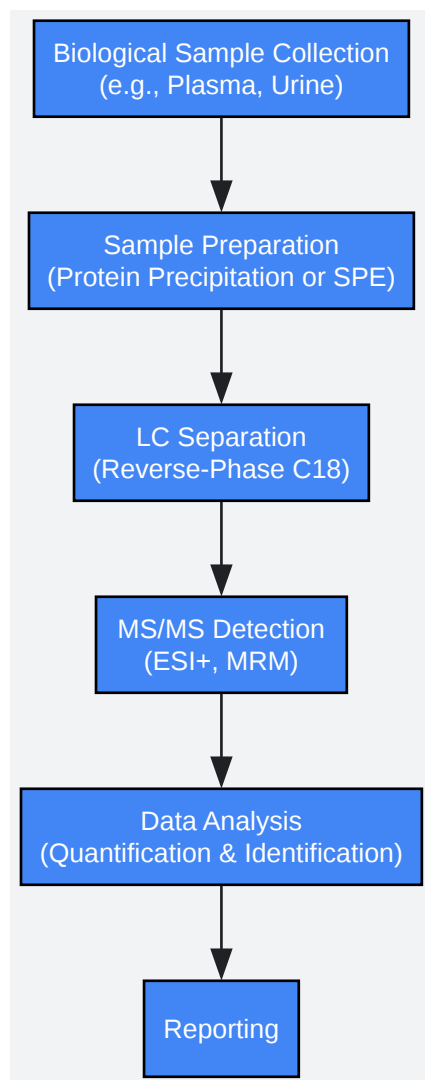 Biological Sample Collection
(e.g., Plasma, Urine)
Sample Preparation
(Protein Precipitation or SPE)
LC Separation
(Reverse-Phase C18)
MS/MS Detection
(ESI+, MRM)
Data Analysis
(Quantification & Identification)
Reporting